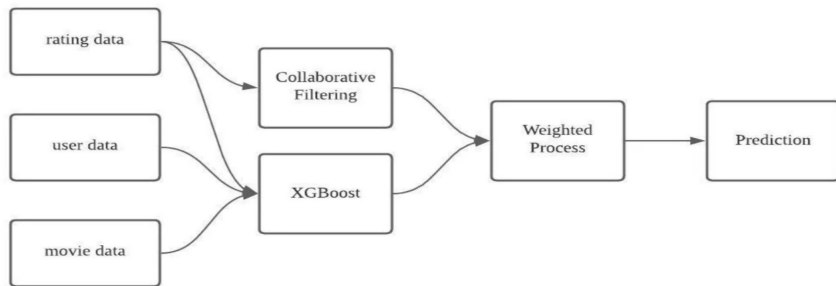 rating data
user data
movie data
Collaborative
Filtering
XGBoost
Weighted
Process
Prediction